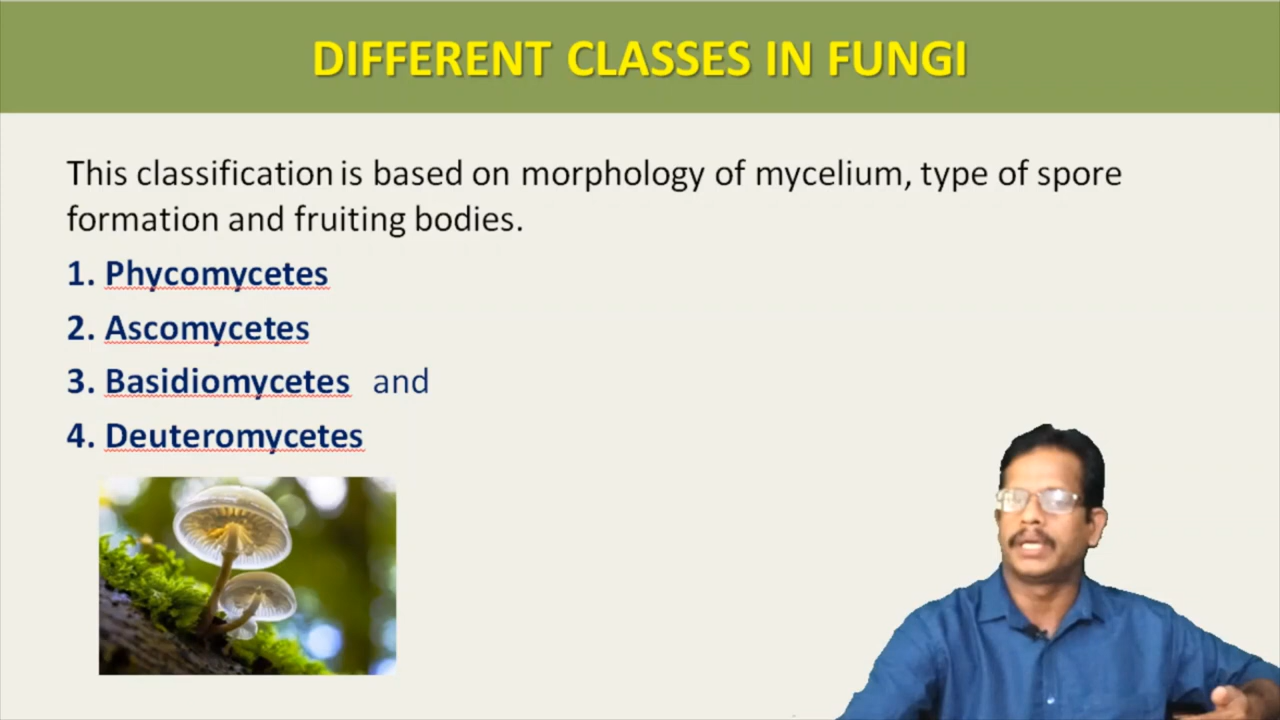 DIFFERENT CLASSES IN FUNGI
This classification is based on morphology of mycelium, type of spore
formation and fruiting bodies.
1. Phycomycetes
2. Ascomycetes
3. Basidiomycetes and
4. Deuteromycetes